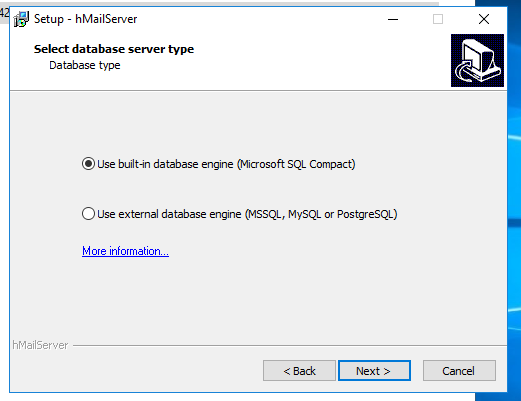 42
Setup - hMailServer
Select database server type
Database type
Use built-in database engine (Microsoft SQL Compact)
Use external database engine (MSSQL, MySQL or PostgreSQL)
More information...
hMailServer
< Back
Next >
Cancel